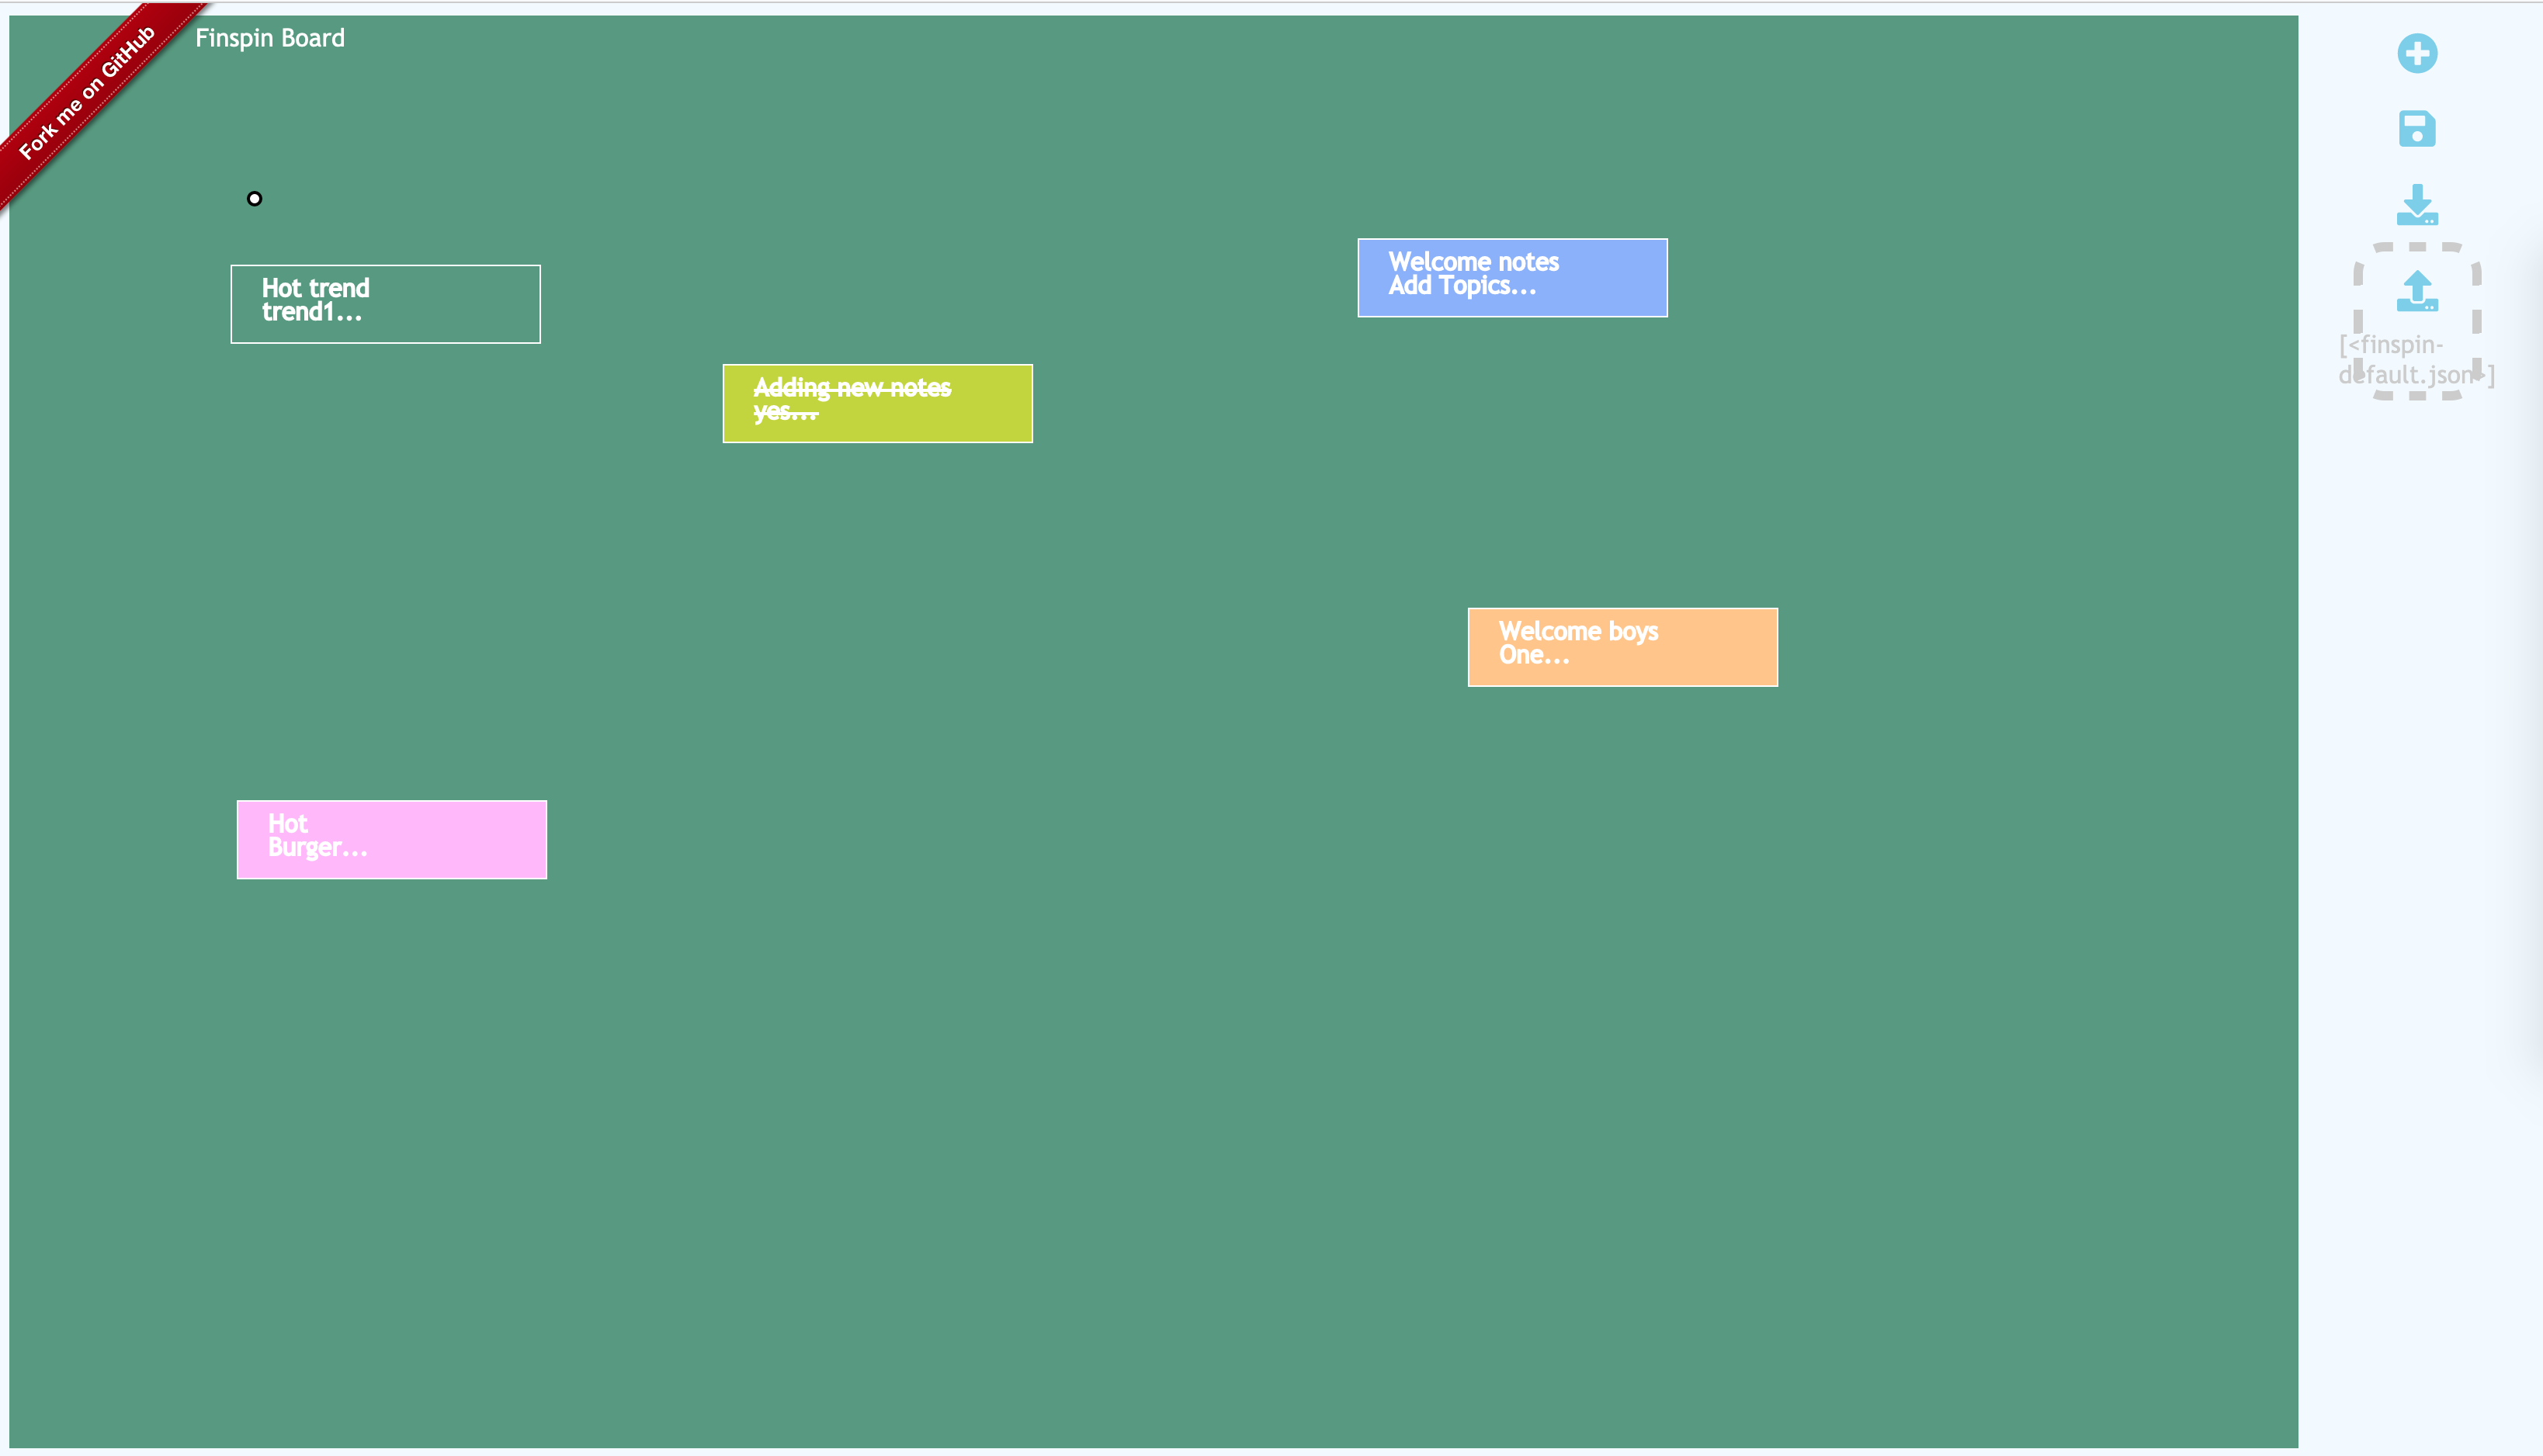 Fork me on GitHub
Finspin Board
Hot trend
trend1...
Welcome notes
Add Topics...
Adding new notes
yes...
Welcome boys
One...
Hot
Burger...
[<finspin-
default.json>]